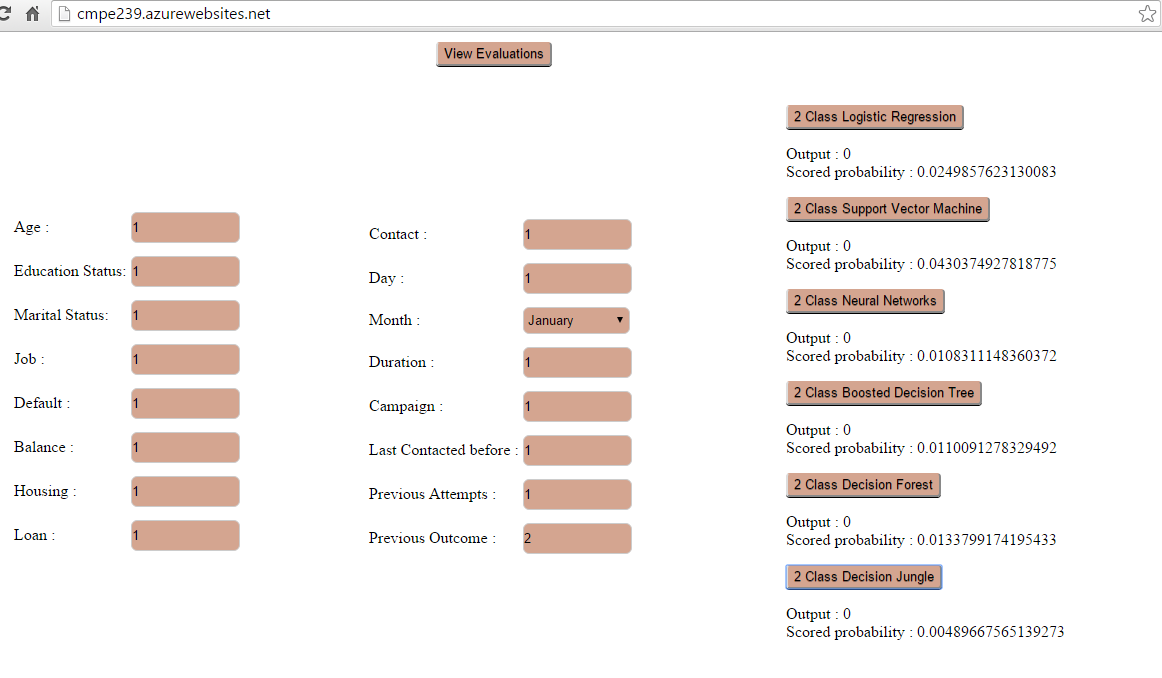 cmpe239.azurewebsites.net
View Evaluations
Age : 1
Education Status: 1
Marital Status: 1
Job : 1
Default : 1
Balance : 1
Housing : 1
Loan : 1
Contact : 1
Day : 1
Month : January
Duration : 1
Campaign : 1
Last Contacted before : 1
Previous Attempts : 1
Previous Outcome : 2
2 Class Logistic Regression
Output : 0
Scored probability : 0.0249857623130083
2 Class Support Vector Machine
Output : 0
Scored probability : 0.0430374927818775
2 Class Neural Networks
Output : 0
Scored probability : 0.0108311148360372
2 Class Boosted Decision Tree
Output : 0
Scored probability : 0.0110091278329492
2 Class Decision Forest
Output : 0
Scored probability : 0.0133799174195433
2 Class Decision Jungle
Output : 0
Scored probability : 0.00489667565139273